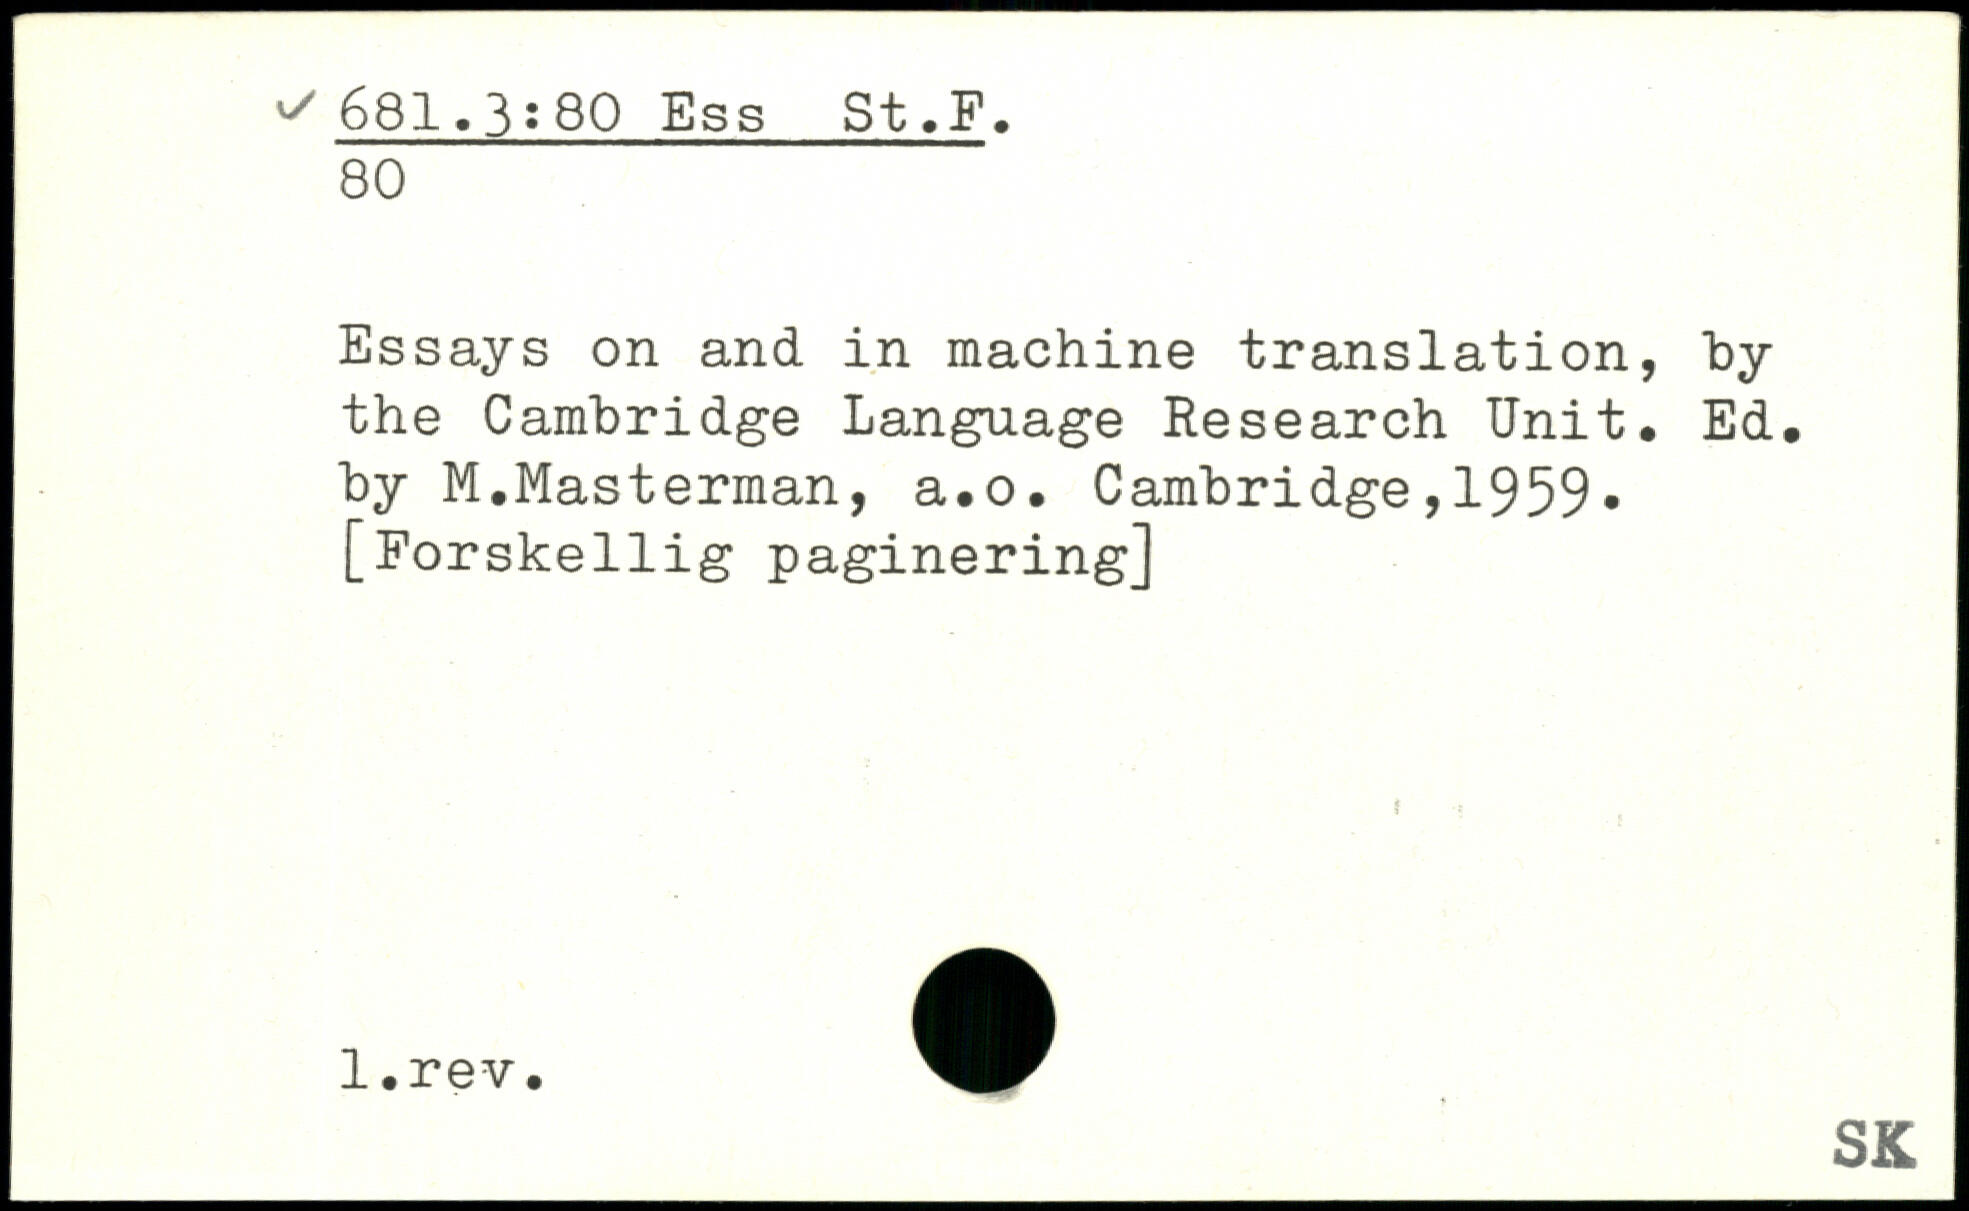 ✓ 681.3:80 Ess St.F.
80
Essays on and in machine translation, by
the Cambridge Language Research Unit. Ed.
by M.Masterman, a.o. Cambridge,1959.
[Forskellig paginering]
1.rev.
SK